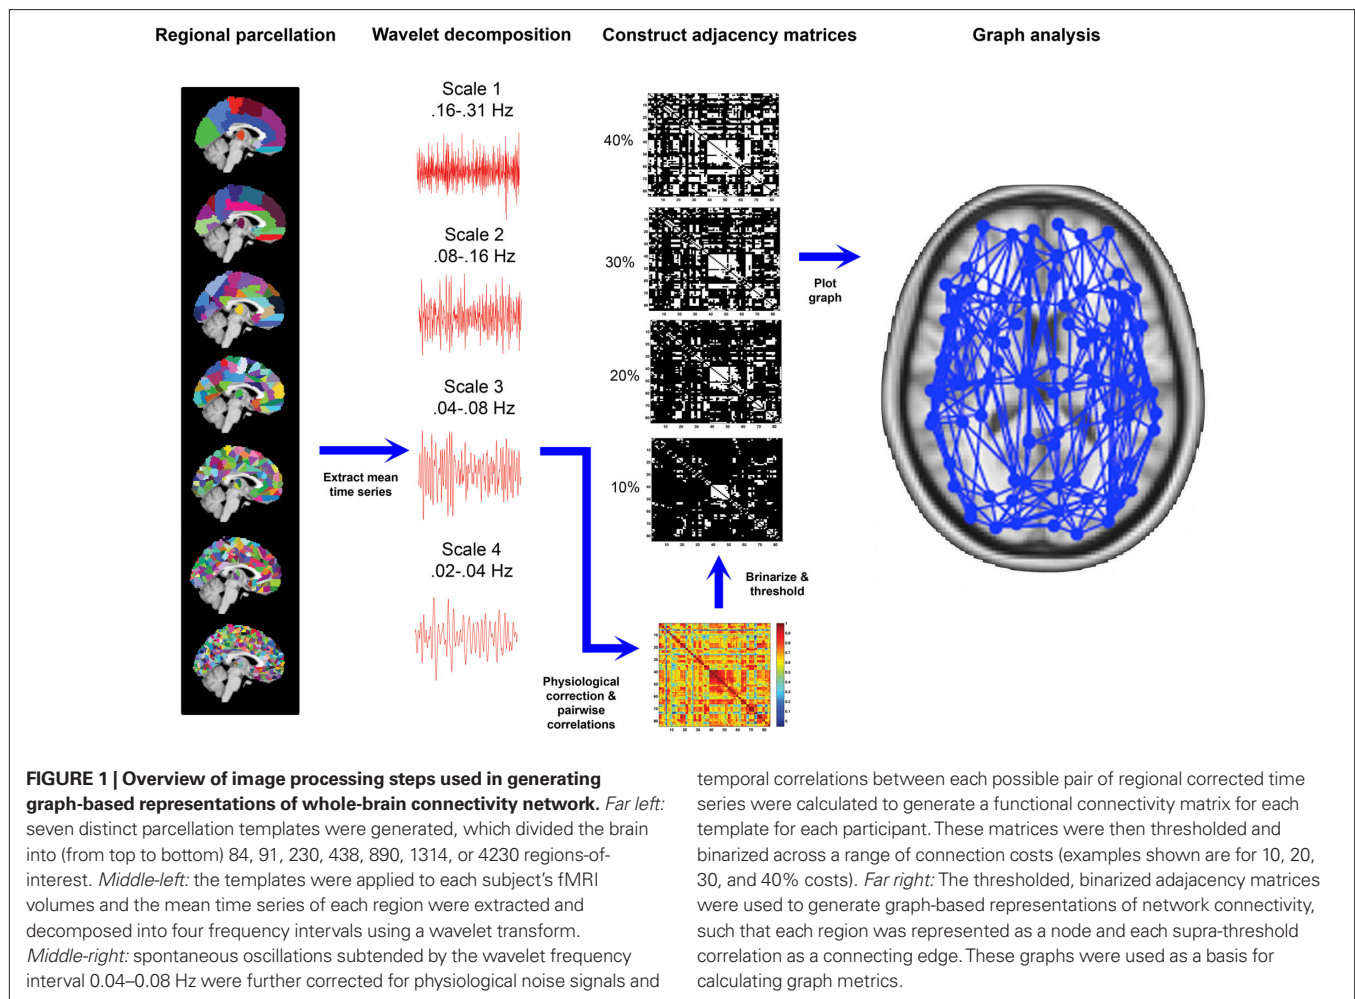 Regional parcellation
Wavelet decomposition
Construct adjacency matrices
Graph analysis
Scale 1
.16-.31 Hz
Scale 2
.08-.16 Hz
Scale 3
.04-.08 Hz
Scale 4
.02-.04 Hz
Extract mean
time series
40%
30%
20%
10%
Plot
graph
Brinarize &
threshold
Physiological
correction &
pairwise
correlations
FIGURE 1 | Overview of image processing steps used in generating
graph-based representations of whole-brain connectivity network. Far left:
seven distinct parcellation templates were generated, which divided the brain
into (from top to bottom) 84, 91, 230, 438, 890, 1314, or 4230 regions-of-
interest. Middle-left: the templates were applied to each subject's fMRI
volumes and the mean time series of each region were extracted and
decomposed into four frequency intervals using a wavelet transform.
Middle-right: spontaneous oscillations subtended by the wavelet frequency
interval 0.04–0.08 Hz were further corrected for physiological noise signals and
temporal correlations between each possible pair of regional corrected time
series were calculated to generate a functional connectivity matrix for each
template for each participant. These matrices were then thresholded and
binarized across a range of connection costs (examples shown are for 10, 20,
30, and 40% costs). Far right: The thresholded, binarized adajacency matrices
were used to generate graph-based representations of network connectivity,
such that each region was represented as a node and each supra-threshold
correlation as a connecting edge. These graphs were used as a basis for
calculating graph metrics.